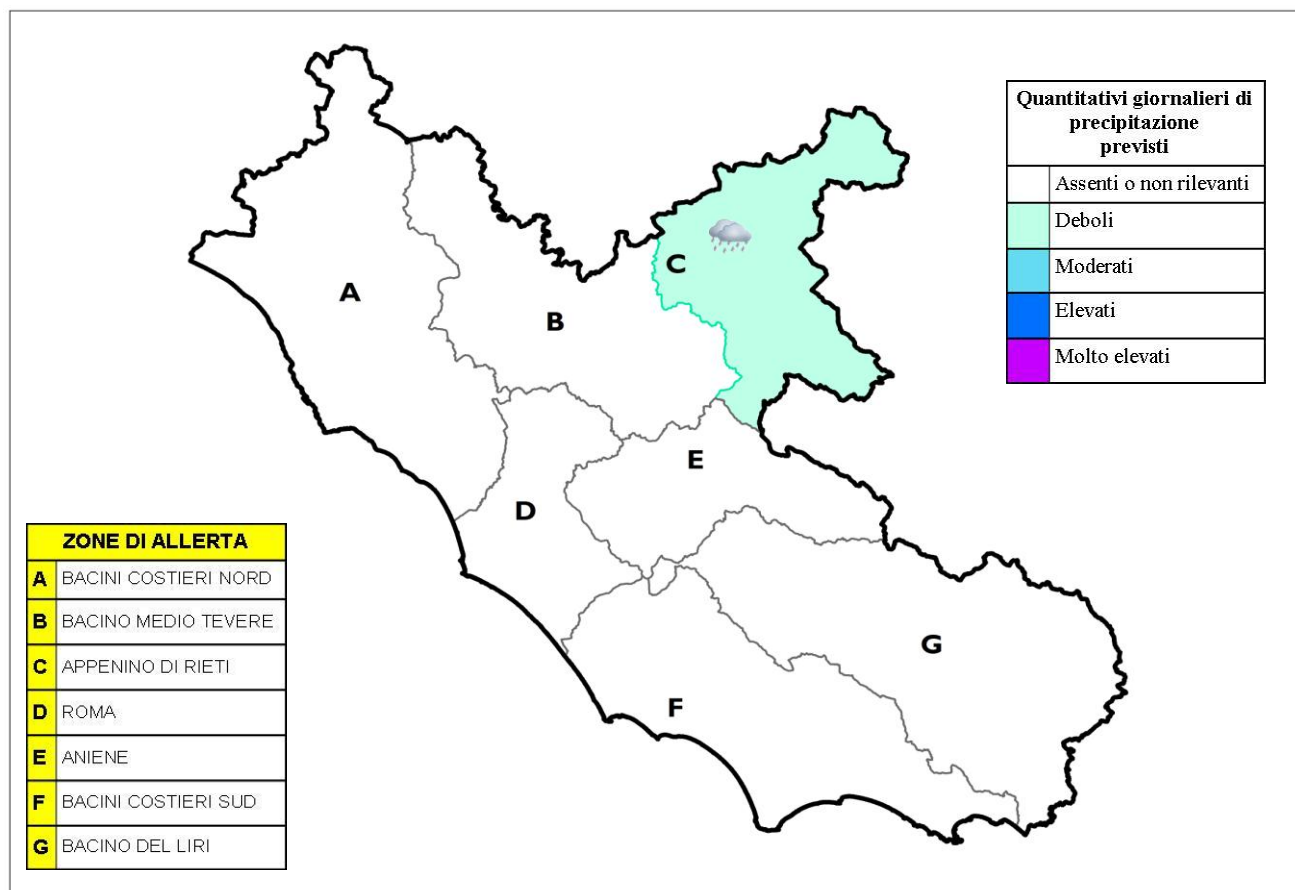 Quantitativi giornalieri di
precipitazione
previsti
Assenti o non rilevanti
Deboli
Moderati
Elevati
Molto elevati
A
B
C
D
E
F
G
ZONE DI ALLERTA
A BACINI COSTIERI NORD
B BACINO MEDIO TEVERE
C APPENINO DI RIETI
D ROMA
E ANIENE
F BACINI COSTIERI SUD
G BACINO DEL LIRI